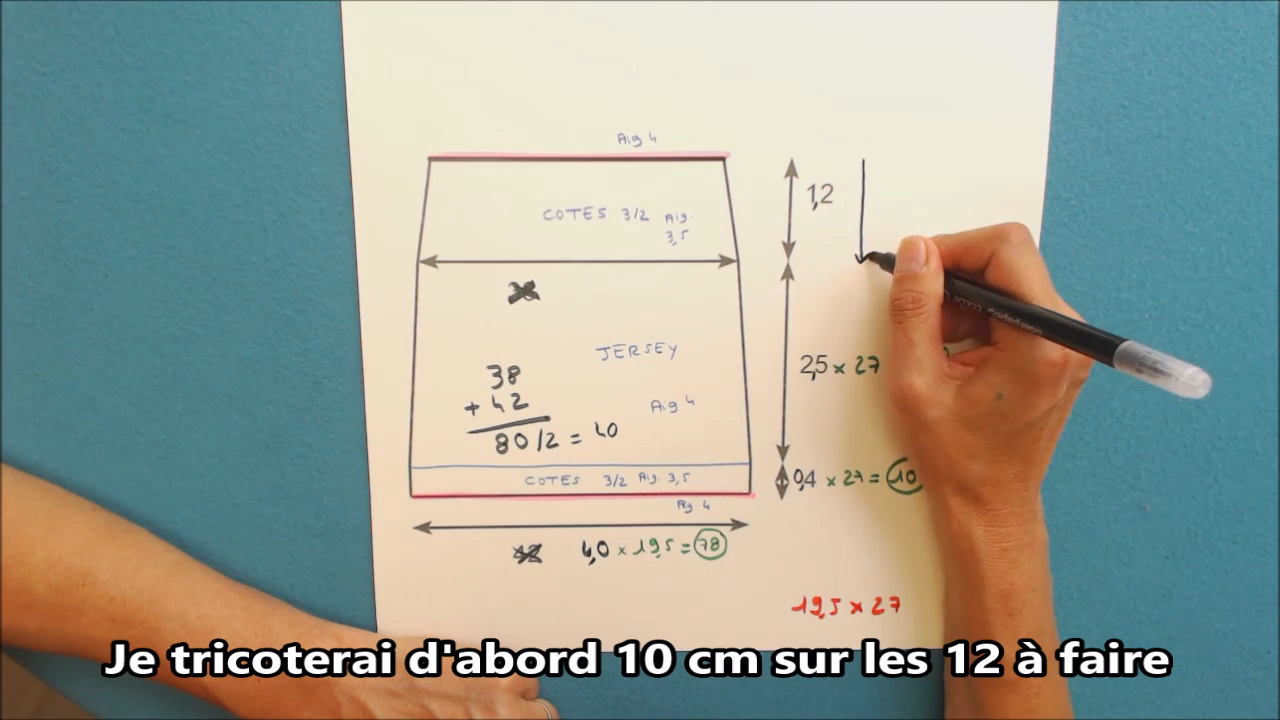 Aig 4
COTES 3/2 Aig.
3,5
1,2
JERSEY
2,5 x 27
38
+ 42
80/2 = 40
Aig 4
COTES 3/2 Aig. 3,5
0,4 x 27 = 10
Aig 4
4,0 x 19,5 = 78
19,5 x 27
Je tricoterai d'abord 10 cm sur les 12 à faire